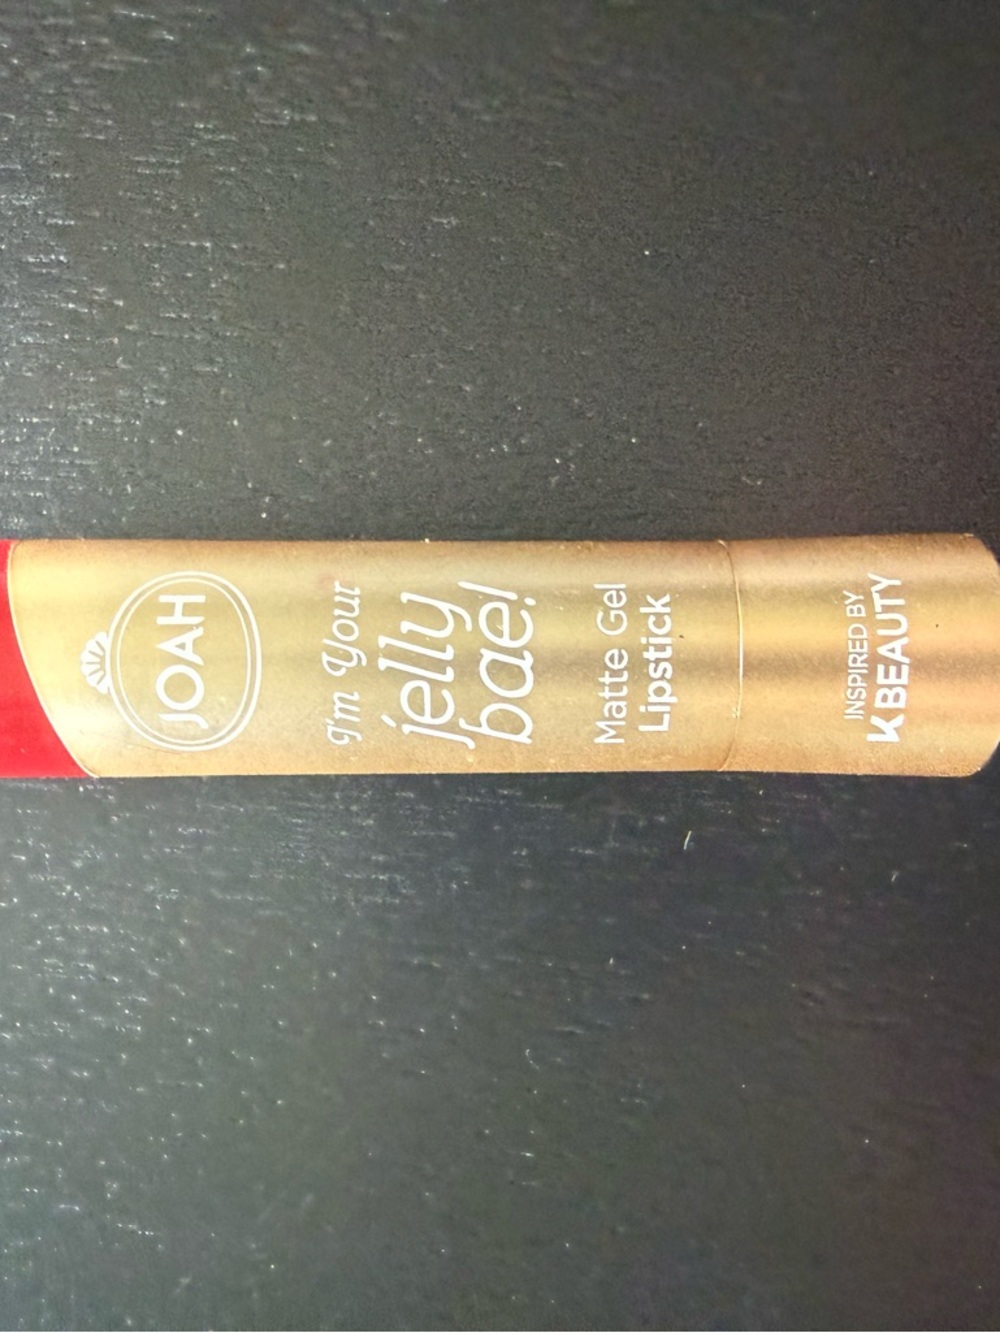 JOAH
I'm Your
jelly
bae!
Matte Gel
Lipstick
INSPIRED BY
K BEAUTY